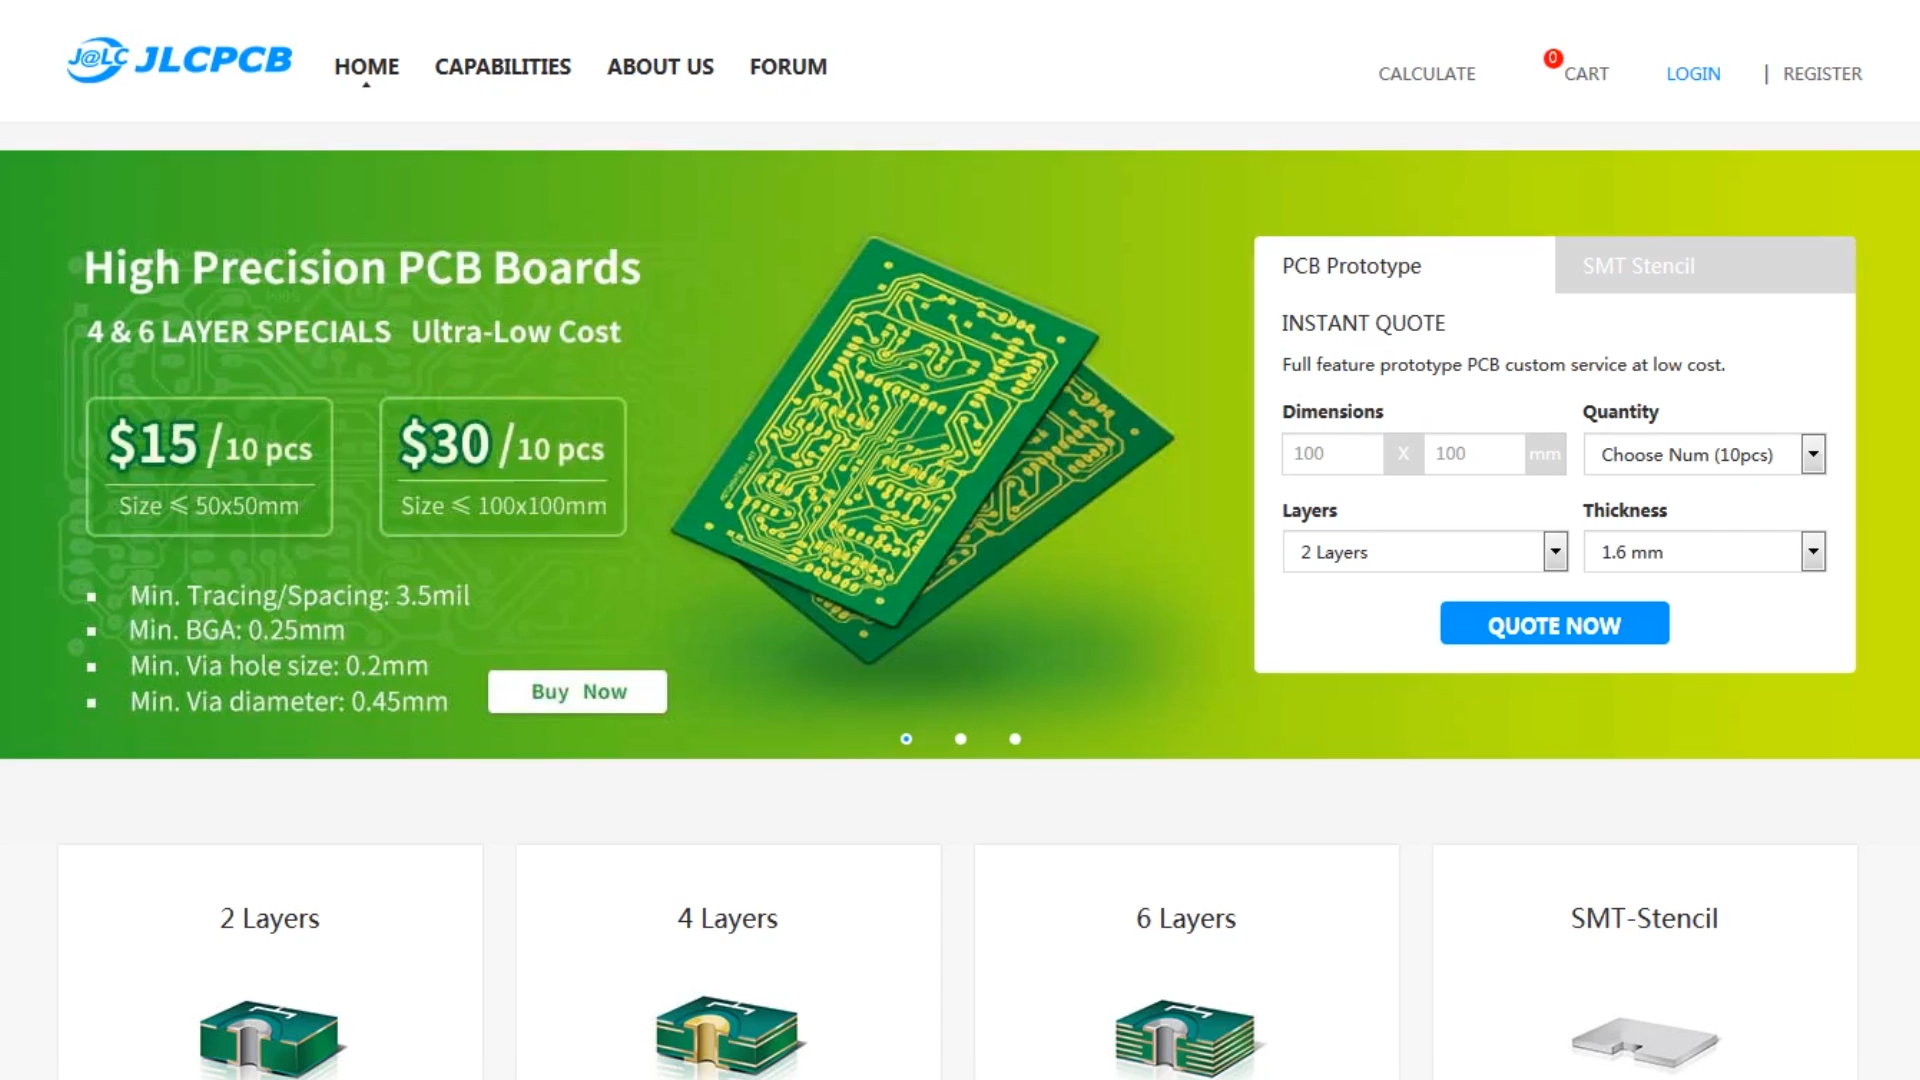 J@LC JLCPCB
HOME CAPABILITIES ABOUT US FORUM
CALCULATE 0 CART LOGIN | REGISTER
High Precision PCB Boards
4 & 6 LAYER SPECIALS Ultra-Low Cost
$15/10 pcs
Size ≤ 50x50mm
$30/10 pcs
Size ≤ 100x100mm
▪ Min. Tracing/Spacing: 3.5mil
▪ Min. BGA: 0.25mm
▪ Min. Via hole size: 0.2mm
▪ Min. Via diameter: 0.45mm
Buy Now
PCB Prototype SMT Stencil
INSTANT QUOTE
Full feature prototype PCB custom service at low cost.
Dimensions Quantity
100 X 100 mm Choose Num (10pcs)
Layers Thickness
2 Layers 1.6 mm
QUOTE NOW
2 Layers 4 Layers 6 Layers SMT-Stencil